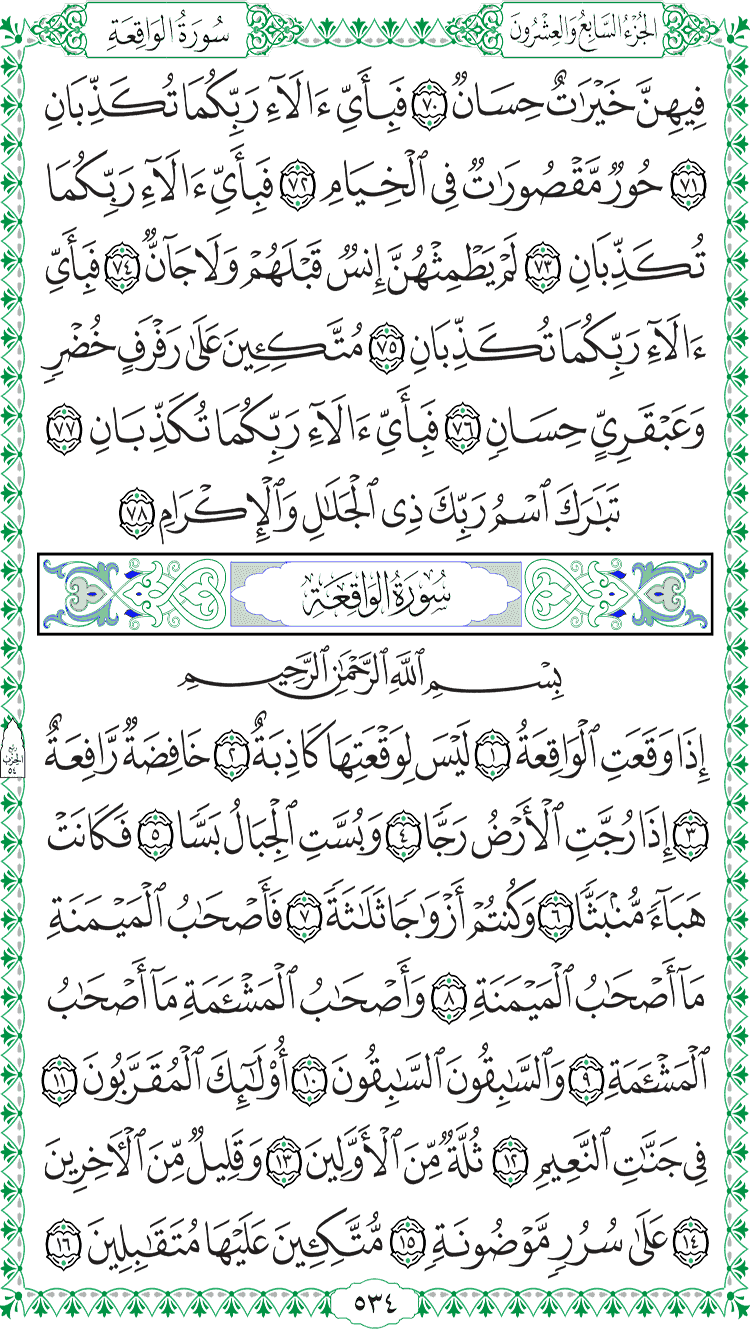 سُورَةُ الوَاقِعَةِ
الجُزْءُ السَّابِعُ وَالعِشْرُونَ
فِيهِنَّ خَيْرَٰتٌ حِسَانٌ ٧٠ فَبِأَيِّ ءَالَآءِ رَبِّكُمَا تُكَذِّبَانِ
٧١ حُورٌ مَّقْصُورَٰتٌ فِي ٱلْخِيَامِ ٧٢ فَبِأَيِّ ءَالَآءِ رَبِّكُمَا
تُكَذِّبَانِ ٧٣ لَمْ يَطْمِثْهُنَّ إِنسٌ قَبْلَهُمْ وَلَا جَآنٌّ ٧٤ فَبِأَيِّ
ءَالَآءِ رَبِّكُمَا تُكَذِّبَانِ ٧٥ مُتَّكِـِٔينَ عَلَىٰ رَفْرَفٍ خُضْرٍ
وَعَبْقَرِيٍّ حِسَانٍ ٧٦ فَبِأَيِّ ءَالَآءِ رَبِّكُمَا تُكَذِّبَانِ ٧٧
تَبَٰرَكَ ٱسْمُ رَبِّكَ ذِي ٱلْجَلَٰلِ وَٱلْإِكْرَامِ ٧٨
سُورَةُ الوَاقِعَةِ
بِسْمِ ٱللَّهِ ٱلرَّحْمَٰنِ ٱلرَّحِيمِ
إِذَا وَقَعَتِ ٱلْوَاقِعَةُ ١ لَيْسَ لِوَقْعَتِهَا كَاذِبَةٌ ٢ خَافِضَةٌ رَّافِعَةٌ
٣ إِذَا رُجَّتِ ٱلْأَرْضُ رَجًّا ٤ وَبُسَّتِ ٱلْجِبَالُ بَسًّا ٥ فَكَانَتْ
هَبَآءً مُّنۢبَثًّا ٦ وَكُنتُمْ أَزْوَٰجًا ثَلَٰثَةً ٧ فَأَصْحَٰبُ ٱلْمَيْمَنَةِ
مَآ أَصْحَٰبُ ٱلْمَيْمَنَةِ ٨ وَأَصْحَٰبُ ٱلْمَشْـَٔمَةِ مَآ أَصْحَٰبُ
ٱلْمَشْـَٔمَةِ ٩ وَٱلسَّٰبِقُونَ ٱلسَّٰبِقُونَ ١٠ أُوْلَٰٓئِكَ ٱلْمُقَرَّبُونَ ١١
فِي جَنَّٰتِ ٱلنَّعِيمِ ١٢ ثُلَّةٌ مِّنَ ٱلْأَوَّلِينَ ١٣ وَقَلِيلٌ مِّنَ ٱلْأٓخِرِينَ
١٤ عَلَىٰ سُرُرٍ مَّوْضُونَةٍ ١٥ مُّتَّكِـِٔينَ عَلَيْهَا مُتَقَٰبِلِينَ ١٦
ربع
الحزب
٥٤
٥٣٤